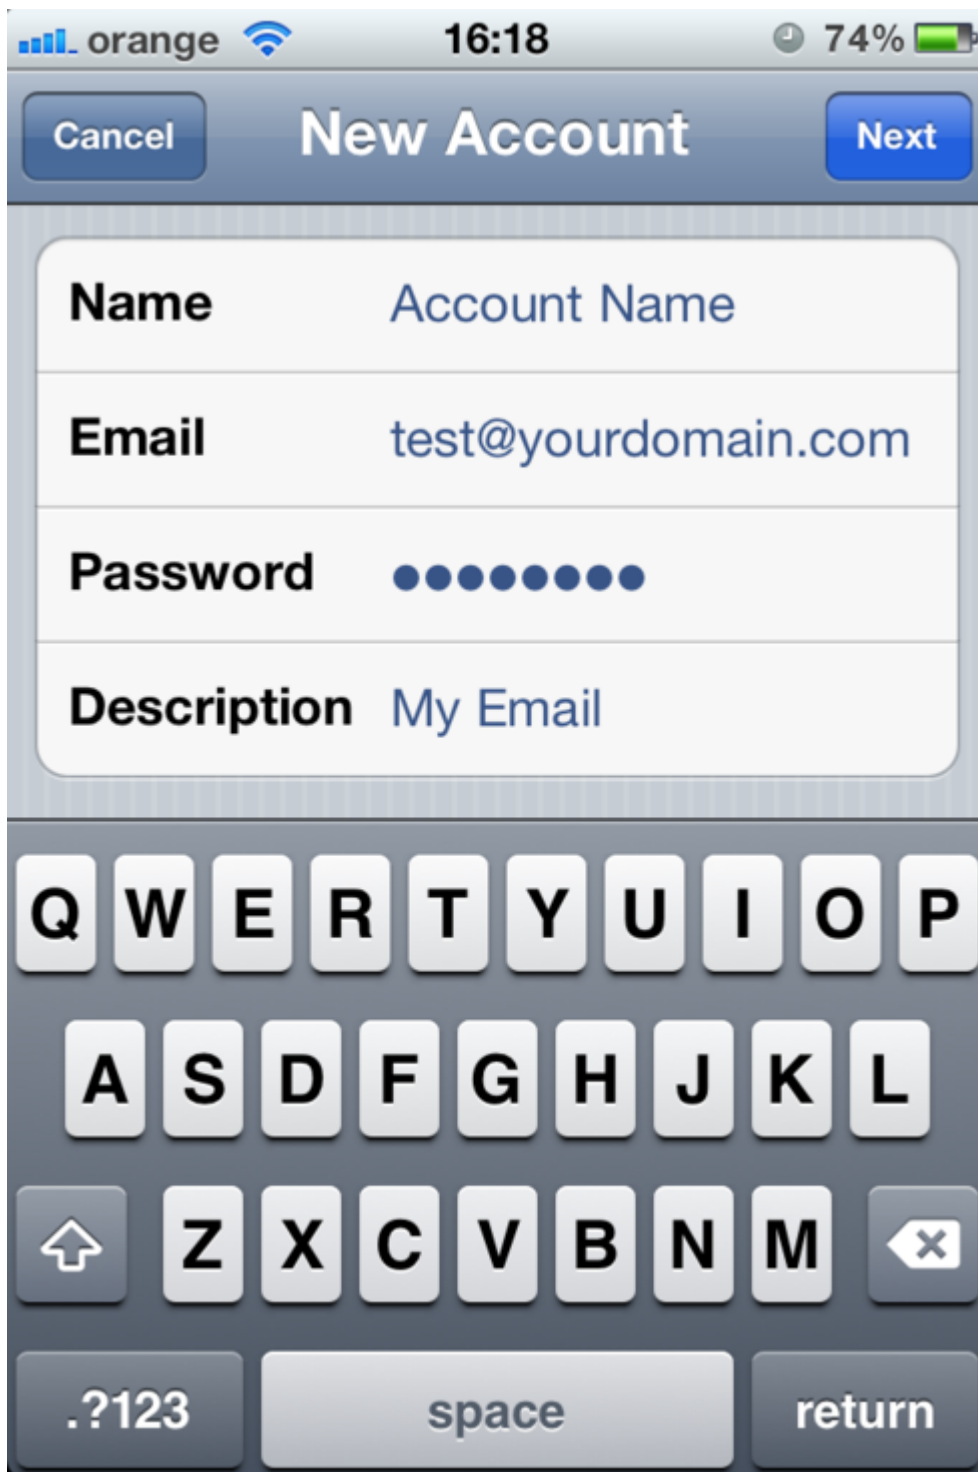 orange 16:18 74%
Cancel New Account Next
Name Account Name
Email test@yourdomain.com
Password ●●●●●●●●
Description My Email
Q W E R T Y U I O P
A S D F G H J K L
Z X C V B N M
.?123 space return